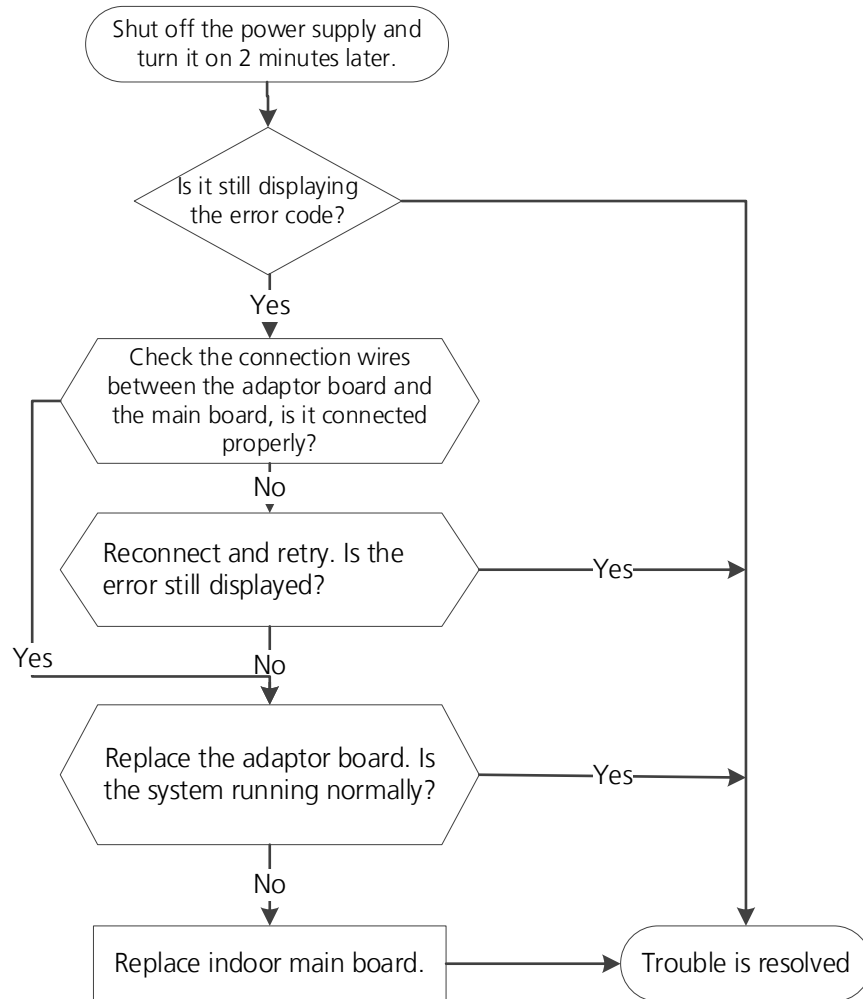 Shut off the power supply and
turn it on 2 minutes later.
Is it still displaying
the error code?
Yes
Check the connection wires
between the adaptor board and
the main board, is it connected
properly?
No
Reconnect and retry. Is the
error still displayed?
Yes
Yes
No
Replace the adaptor board. Is
the system running normally?
Yes
No
Replace indoor main board.
Trouble is resolved